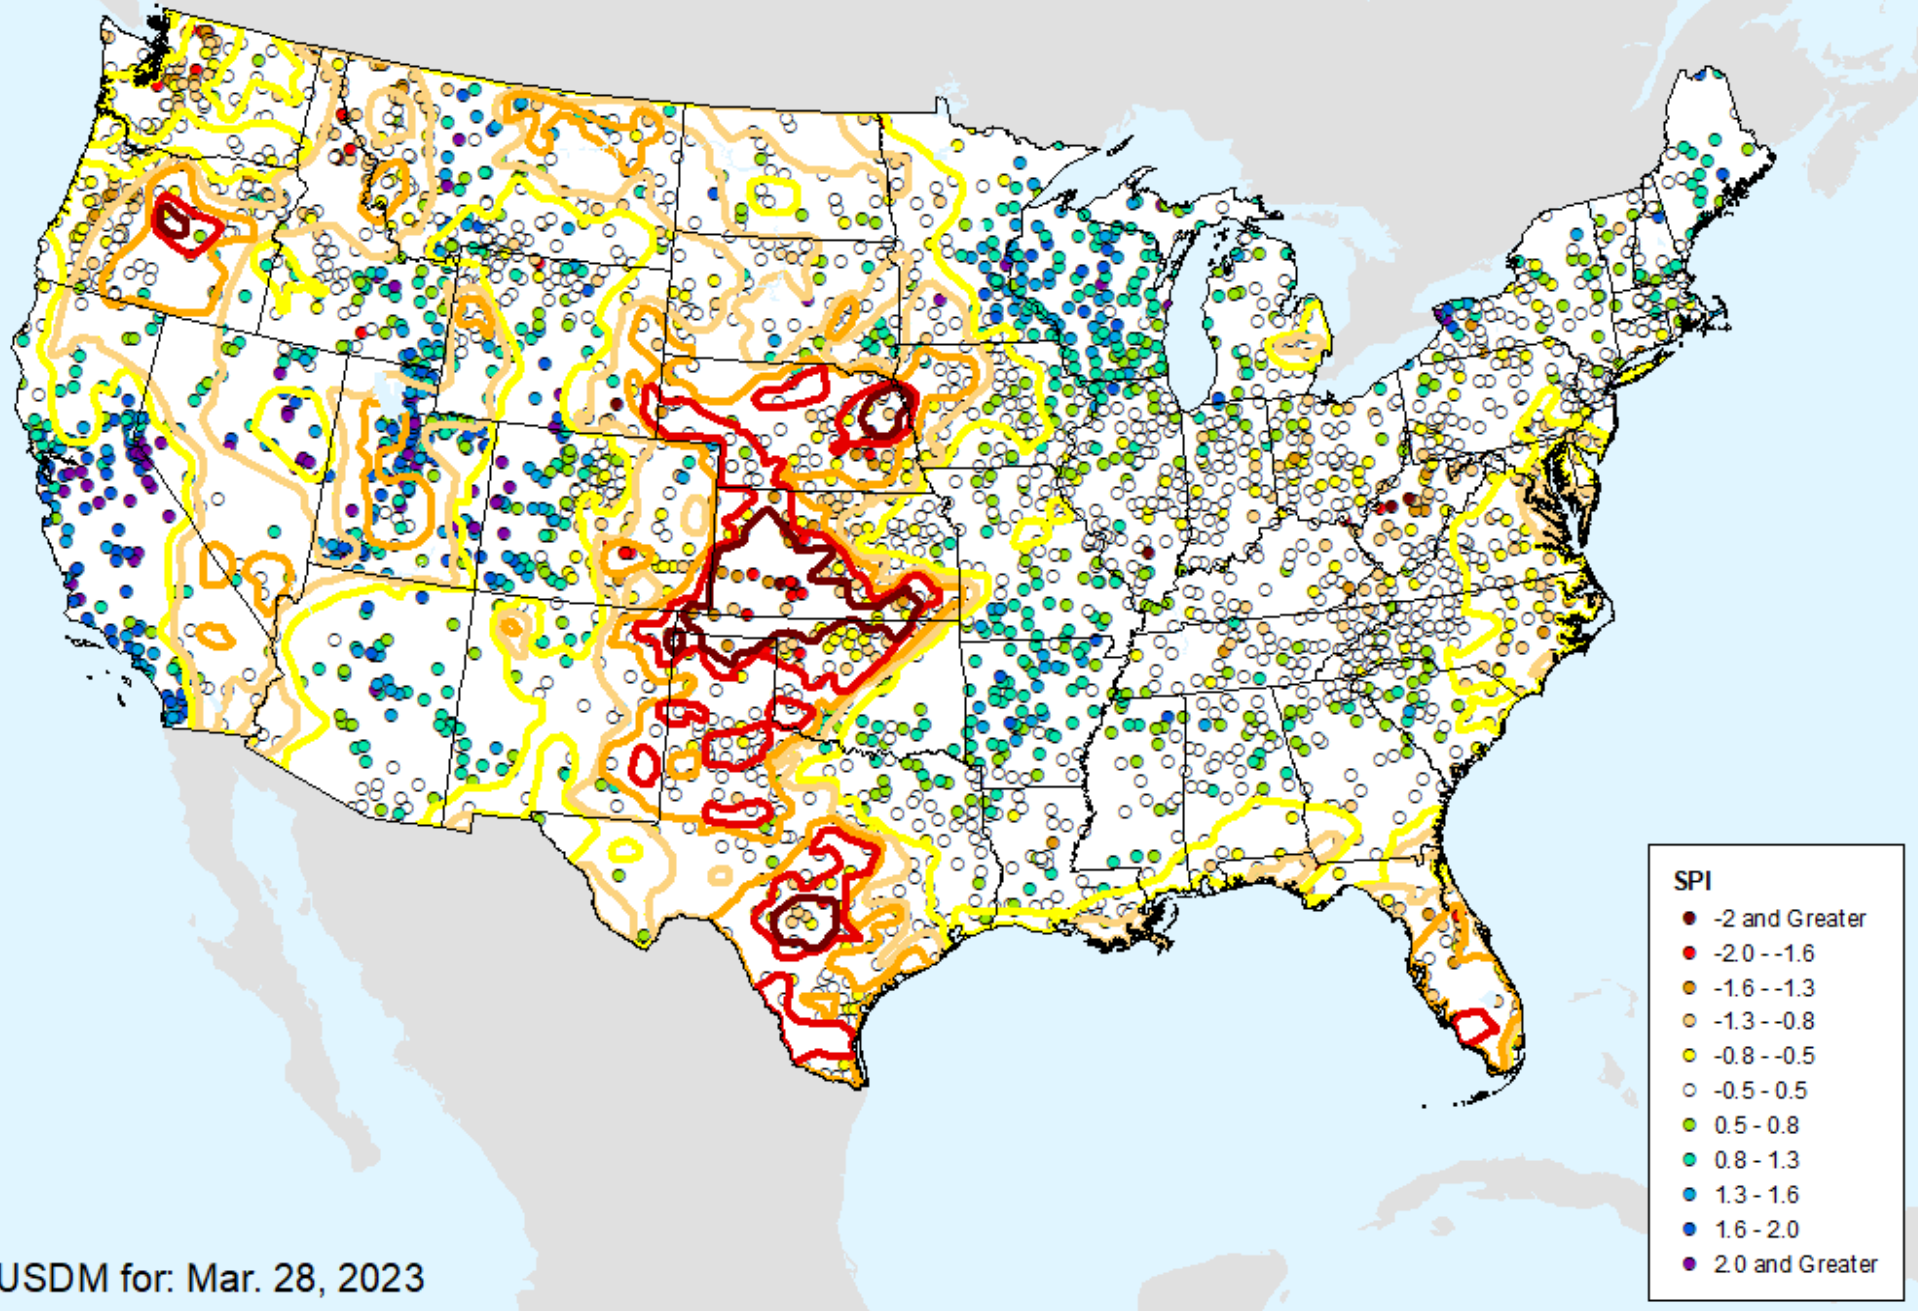 SPI
-2 and Greater
-2.0 - -1.6
-1.6 - -1.3
-1.3 - -0.8
-0.8 - -0.5
-0.5 - 0.5
0.5 - 0.8
0.8 - 1.3
1.3 - 1.6
1.6 - 2.0
2.0 and Greater
USDM for: Mar. 28, 2023